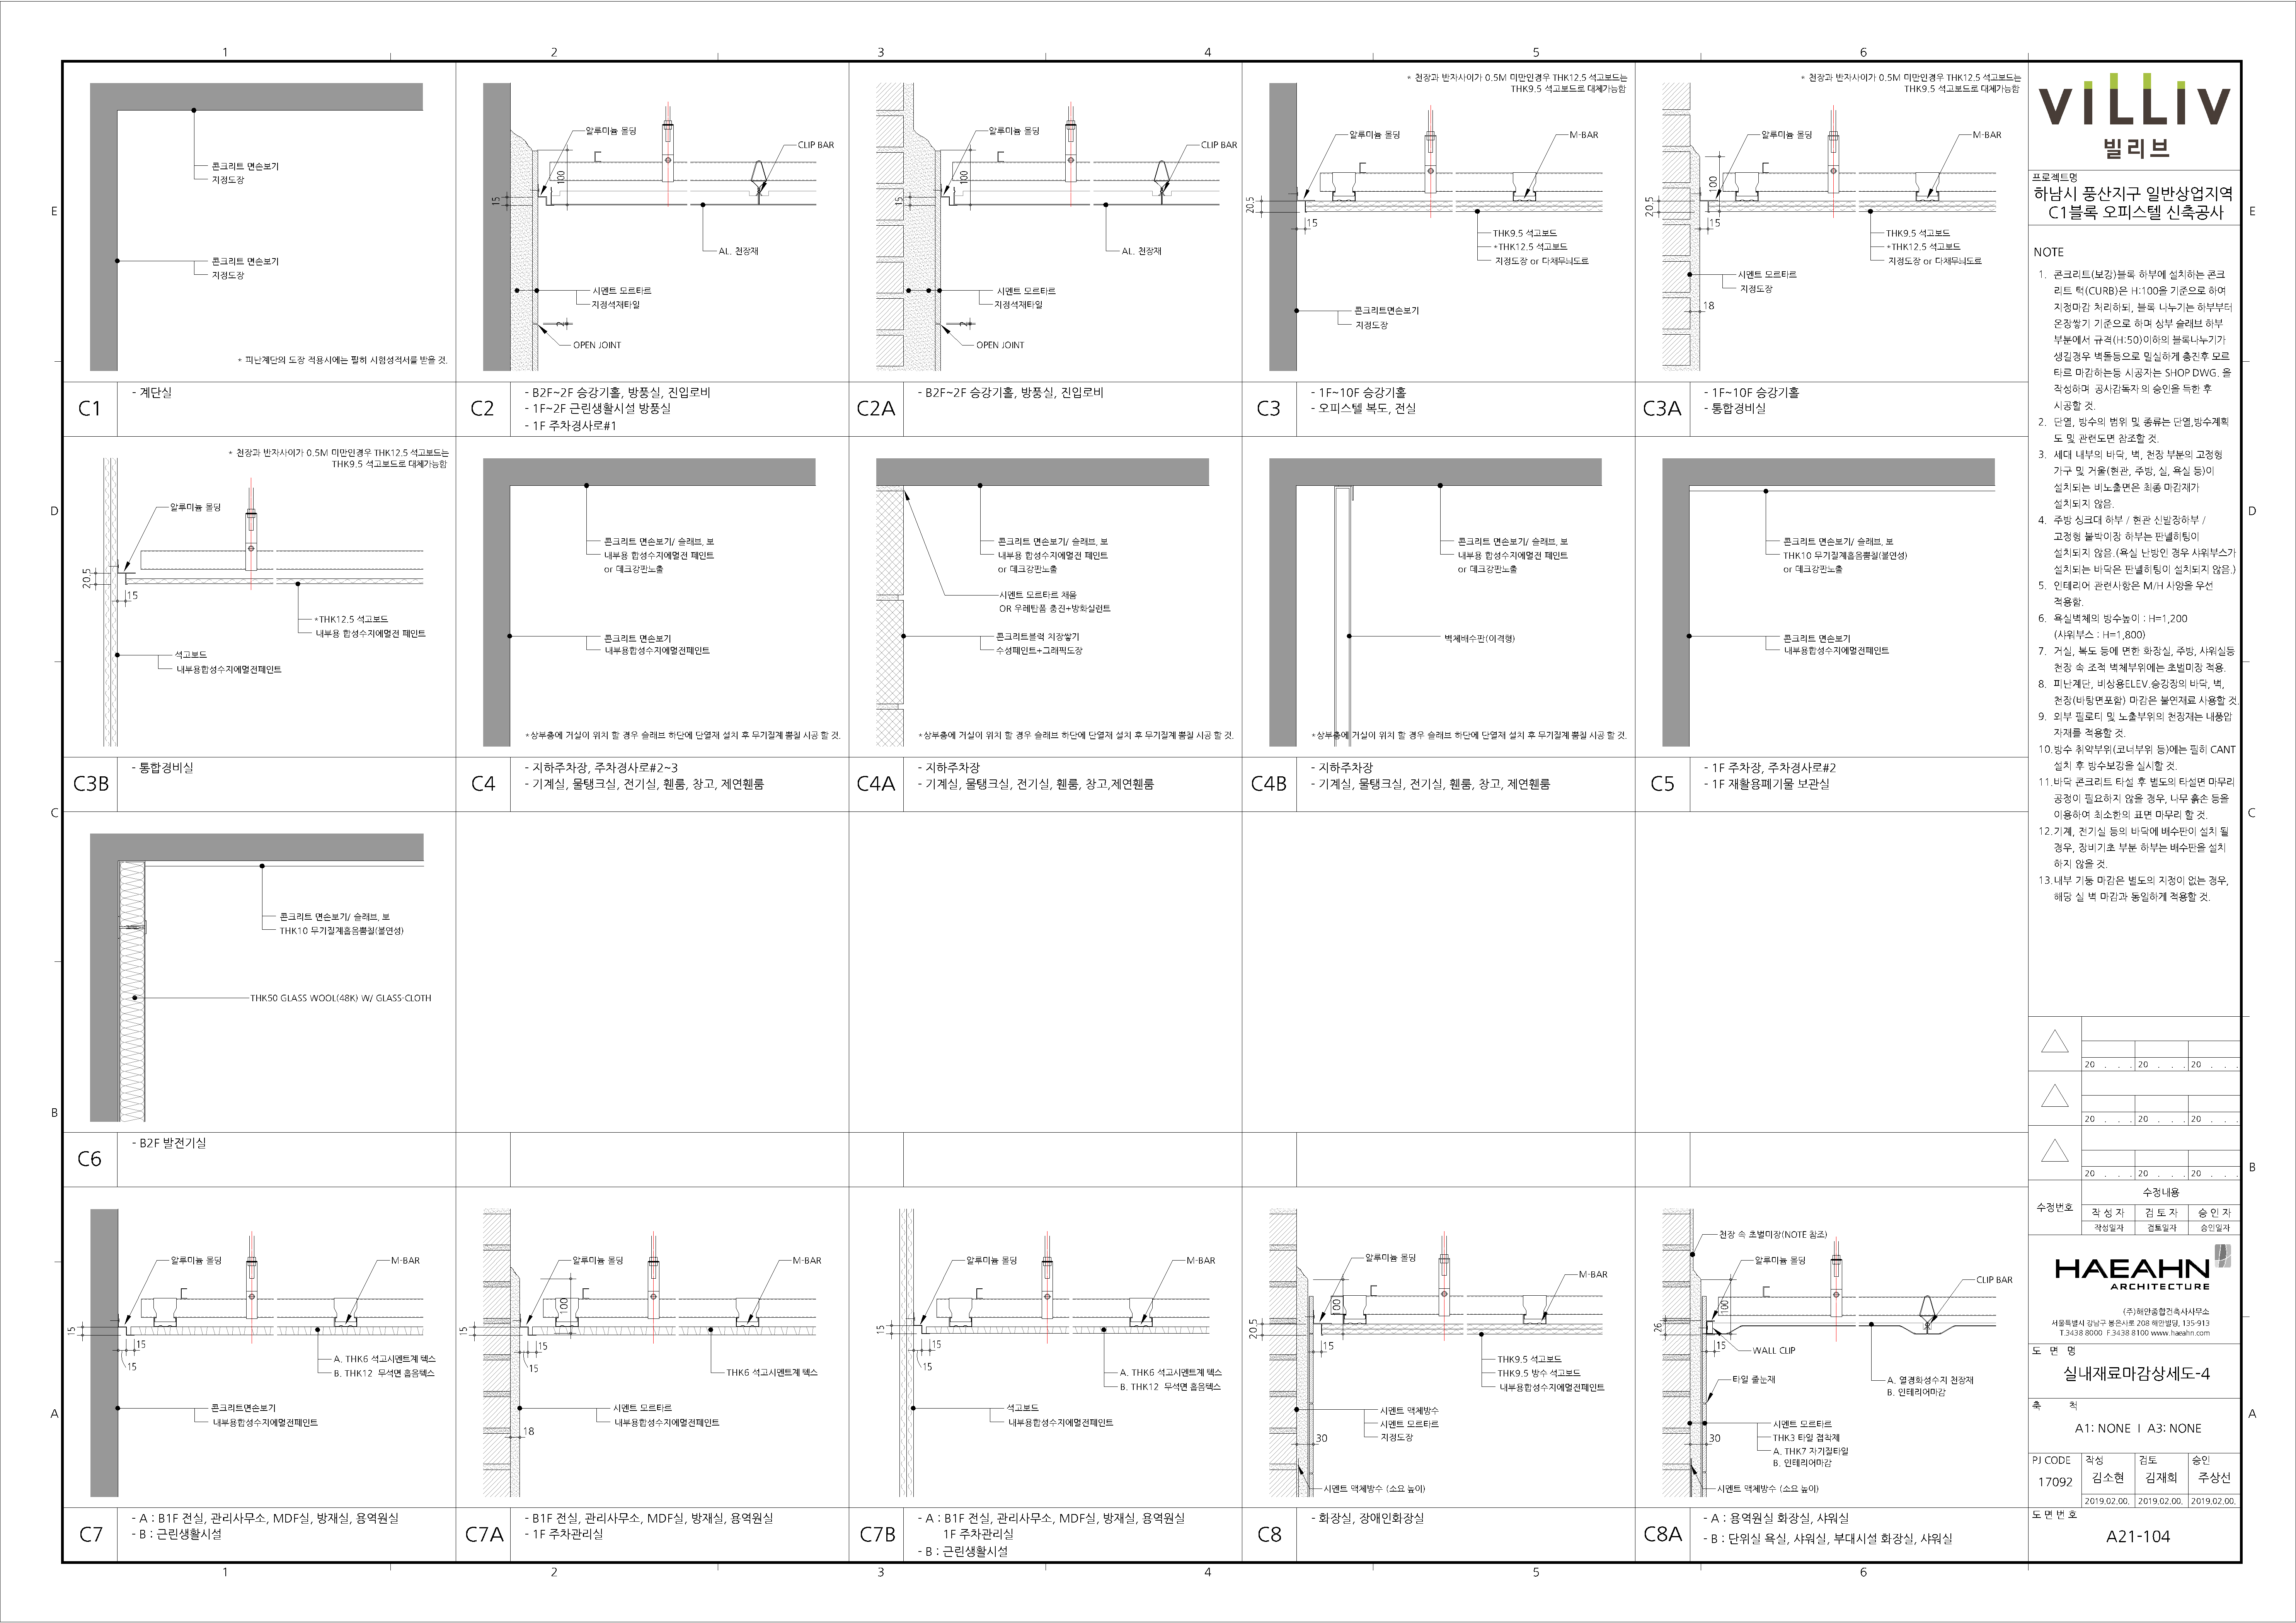 1 2 3 4 5 6
콘크리트 면손보기
지정도장
콘크리트 면손보기
지정도장
* 피난계단의 도장 적용시에는 필히 시험성적서를 받을 것.
C1
- 계단실
알루미늄 몰딩
CLIP BAR
100
15
AL. 천장재
시멘트 모르타르
지정석재타일
2
OPEN JOINT
C2
- B2F~2F 승강기홀, 방풍실, 진입로비
- 1F~2F 근린생활시설 방풍실
- 1F 주차경사로#1
알루미늄 몰딩
CLIP BAR
100
15
AL. 천장재
시멘트 모르타르
지정석재타일
2
OPEN JOINT
C2A
- B2F~2F 승강기홀, 방풍실, 진입로비
* 천장과 반자사이가 0.5M 미만인경우 THK12.5 석고보드는
THK9.5 석고보드로 대체가능함
알루미늄 몰딩
M-BAR
20.5
15
THK9.5 석고보드
*THK12.5 석고보드
지정도장 or 다채무늬도료
콘크리트면손보기
지정도장
C3
- 1F~10F 승강기홀
- 오피스텔 복도, 전실
* 천장과 반자사이가 0.5M 미만인경우 THK12.5 석고보드는
THK9.5 석고보드로 대체가능함
알루미늄 몰딩
M-BAR
100
20.5
15
THK9.5 석고보드
*THK12.5 석고보드
지정도장 or 다채무늬도료
시멘트 모르타르
지정도장
18
C3A
- 1F~10F 승강기홀
- 통합경비실
* 천장과 반자사이가 0.5M 미만인경우 THK12.5 석고보드는
THK9.5 석고보드로 대체가능함
알루미늄 몰딩
20.5
15
*THK12.5 석고보드
내부용 합성수지에멀전 페인트
석고보드
내부용합성수지에멀전페인트
C3B
- 통합경비실
콘크리트 면손보기/ 슬래브, 보
내부용 합성수지에멀전 페인트
or 데크강판노출
콘크리트 면손보기
내부용합성수지에멀전페인트
*상부층에 거실이 위치 할 경우 슬래브 하단에 단열재 설치 후 무기질계 뿜칠 시공 할 것.
C4
- 지하주차장, 주차경사로#2~3
- 기계실, 물탱크실, 전기실, 휀룸, 창고, 제연휀룸
콘크리트 면손보기/ 슬래브, 보
내부용 합성수지에멀전 페인트
or 데크강판노출
시멘트 모르타르 채움
OR 우레탄폼 충진+방화실런트
콘크리트블럭 치장쌓기
수성페인트+그래픽도장
*상부층에 거실이 위치 할 경우 슬래브 하단에 단열재 설치 후 무기질계 뿜칠 시공 할 것.
C4A
- 지하주차장
- 기계실, 물탱크실, 전기실, 휀룸, 창고,제연휀룸
콘크리트 면손보기/ 슬래브, 보
내부용 합성수지에멀전 페인트
or 데크강판노출
벽체배수판(이격형)
*상부층에 거실이 위치 할 경우 슬래브 하단에 단열재 설치 후 무기질계 뿜칠 시공 할 것.
C4B
- 지하주차장
- 기계실, 물탱크실, 전기실, 휀룸, 창고, 제연휀룸
콘크리트 면손보기/ 슬래브, 보
THK10 무기질계흡음뿜칠(불연성)
or 데크강판노출
콘크리트 면손보기
내부용합성수지에멀전페인트
C5
- 1F 주차장, 주차경사로#2
- 1F 재활용폐기물 보관실
콘크리트 면손보기/ 슬래브, 보
THK10 무기질계흡음뿜칠(불연성)
THK50 GLASS WOOL(48K) W/ GLASS-CLOTH
C6
- B2F 발전기실
알루미늄 몰딩
M-BAR
15
15
15
A. THK6 석고시멘트계 텍스
B. THK12 무석면 흡음텍스
콘크리트면손보기
내부용합성수지에멀전페인트
C7
- A : B1F 전실, 관리사무소, MDF실, 방재실, 용역원실
- B : 근린생활시설
알루미늄 몰딩
M-BAR
100
15
15
15
THK6 석고시멘트계 텍스
시멘트 모르타르
내부용합성수지에멀전페인트
18
C7A
- B1F 전실, 관리사무소, MDF실, 방재실, 용역원실
- 1F 주차관리실
알루미늄 몰딩
M-BAR
15
15
15
A. THK6 석고시멘트계 텍스
B. THK12 무석면 흡음텍스
석고보드
내부용합성수지에멀전페인트
C7B
- A : B1F 전실, 관리사무소, MDF실, 방재실, 용역원실
1F 주차관리실
- B : 근린생활시설
알루미늄 몰딩
M-BAR
100
20.5
15
THK9.5 석고보드
THK9.5 방수 석고보드
내부용합성수지에멀전페인트
시멘트 액체방수
시멘트 모르타르
지정도장
30
시멘트 액체방수 (소요 높이)
C8
- 화장실, 장애인화장실
천장 속 초벌미장(NOTE 참조)
알루미늄 몰딩
CLIP BAR
100
26
15
WALL CLIP
타일 줄눈재
A. 열경화성수지 천장재
B. 인테리어마감
시멘트 모르타르
THK3 타일 접착제
A. THK7 자기질타일
B. 인테리어마감
30
시멘트 액체방수 (소요 높이)
C8A
- A : 용역원실 화장실, 샤워실
- B : 단위실 욕실, 샤워실, 부대시설 화장실, 샤워실
VILLIV
빌리브
프로젝트명
하남시 풍산지구 일반상업지역
C1블록 오피스텔 신축공사
NOTE
1. 콘크리트(보강)블록 하부에 설치하는 콘크
리트 턱(CURB)은 H:100을 기준으로 하여
지정마감 처리하되, 블록 나누기는 하부부터
온장쌓기 기준으로 하며 상부 슬래브 하부
부분에서 규격(H:50)이하의 블록나누기가
생길경우 벽돌등으로 밀실하게 충진후 모르
타르 마감하는등 시공자는 SHOP DWG. 을
작성하며 공사감독자의 승인을 득한 후
시공할 것.
2. 단열, 방수의 범위 및 종류는 단열,방수계획
도 및 관련도면 참조할 것.
3. 세대 내부의 바닥, 벽, 천장 부분의 고정형
가구 및 거울(현관, 주방, 실, 욕실 등)이
설치되는 비노출면은 최종 마감재가
설치되지 않음.
4. 주방 싱크대 하부 / 현관 신발장하부 /
고정형 붙박이장 하부는 판넬히팅이
설치되지 않음.(욕실 난방인 경우 샤워부스가
설치되는 바닥은 판넬히팅이 설치되지 않음.)
5. 인테리어 관련사항은 M/H 사양을 우선
적용함.
6. 욕실벽체의 방수높이 : H=1,200
(샤워부스 : H=1,800)
7. 거실, 복도 등에 면한 화장실, 주방, 샤워실등
천장 속 조적 벽체부위에는 초벌미장 적용.
8. 피난계단, 비상용ELEV.승강장의 바닥, 벽,
천장(바탕면포함) 마감은 불연재료 사용할 것.
9. 외부 필로티 및 노출부위의 천장재는 내풍압
자재를 적용할 것.
10.방수 취약부위(코너부위 등)에는 필히 CANT
설치 후 방수보강을 실시할 것.
11.바닥 콘크리트 타설 후 별도의 타설면 마무리
공정이 필요하지 않을 경우, 나무 흙손 등을
이용하여 최소한의 표면 마무리 할 것.
12.기계, 전기실 등의 바닥에 배수판이 설치 될
경우, 장비기초 부분 하부는 배수판을 설치
하지 않을 것.
13.내부 기둥 마감은 별도의 지정이 없는 경우,
해당 실 벽 마감과 동일하게 적용할 것.
20 . . . 20 . . . 20 . . .
20 . . . 20 . . . 20 . . .
20 . . . 20 . . . 20 . . .
수정번호
수정내용
작 성 자 검 토 자 승 인 자
작성일자 검토일자 승인일자
HAEAHN
ARCHITECTURE
(주)해안종합건축사사무소
서울특별시 강남구 봉은사로 208 해안빌딩, 135-913
T.3438 8000 F.3438 8100 www.haeahn.com
도 면 명
실내재료마감상세도-4
축 척
A1: NONE I A3: NONE
PJ CODE 작성 검토 승인
17092 김소현 김재희 주상선
2019.02.00. 2019.02.00. 2019.02.00.
도 면 번 호
A21-104
E
D
C
B
A
E
D
C
B
A
1 2 3 4 5 6